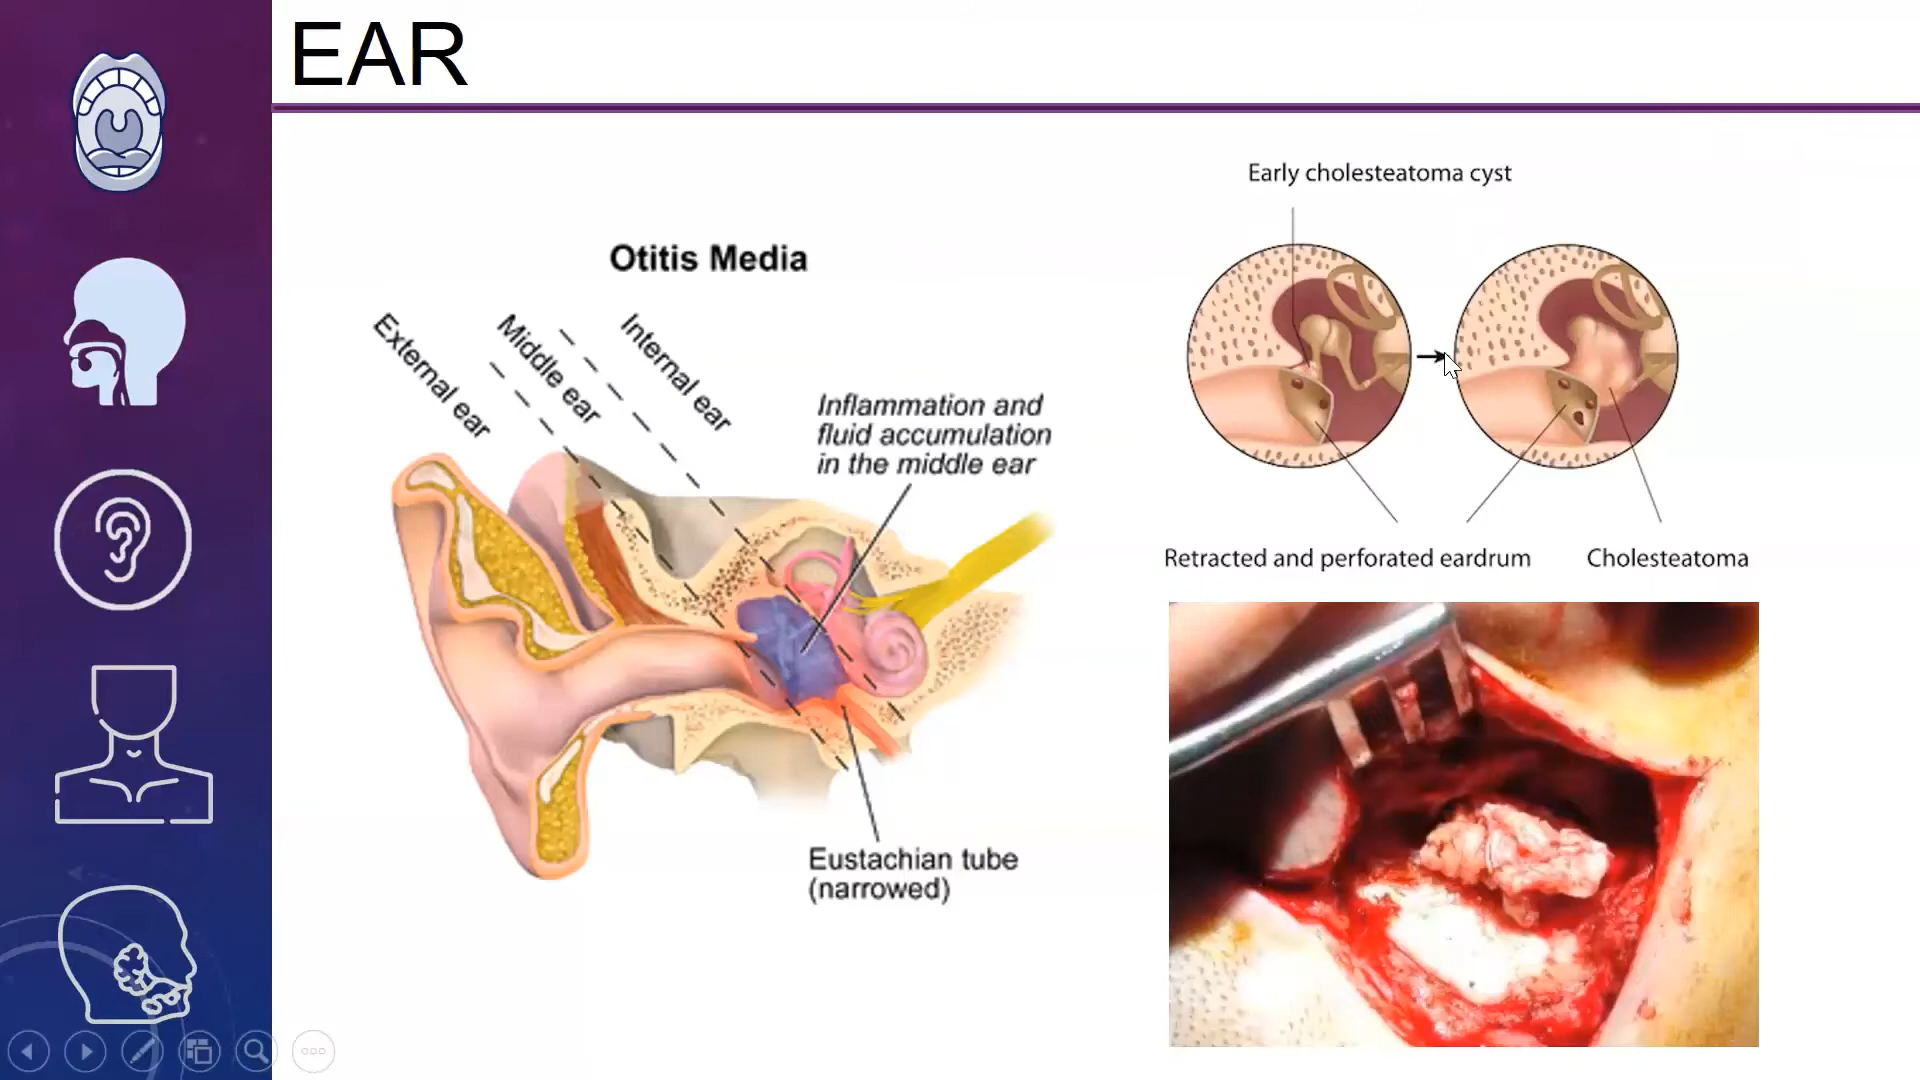 EAR
Otitis Media
External ear
Middle ear
Internal ear
Inflammation and
fluid accumulation
in the middle ear
Eustachian tube
(narrowed)
Early cholesteatoma cyst
Retracted and perforated eardrum
Cholesteatoma